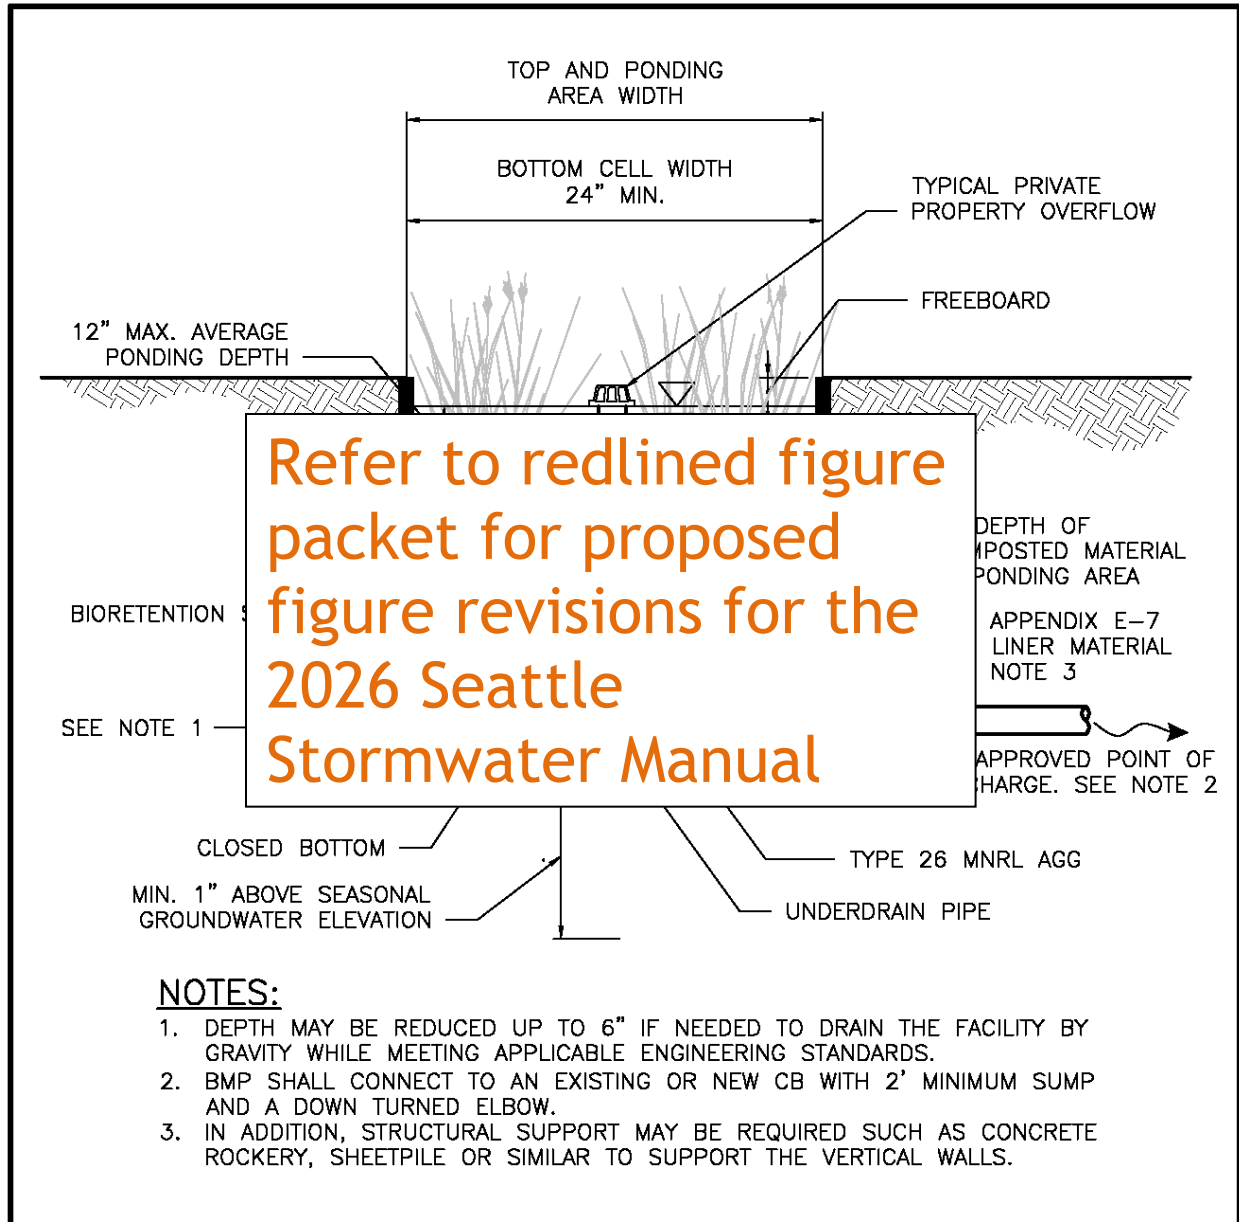 TOP AND PONDING
AREA WIDTH
BOTTOM CELL WIDTH
24" MIN.
TYPICAL PRIVATE
PROPERTY OVERFLOW
FREEBOARD
12" MAX. AVERAGE
PONDING DEPTH
Refer to redlined figure
packet for proposed
figure revisions for the
2026 Seattle
Stormwater Manual
DEPTH OF
MATERIAL
PONDING AREA
BIORETENTION
APPENDIX E-7
LINER MATERIAL
NOTE 3
SEE NOTE 1
APPROVED POINT OF
SEE NOTE 2
CLOSED BOTTOM
TYPE 26 MNRL AGG
MIN. 1" ABOVE SEASONAL
GROUNDWATER ELEVATION
UNDERDRAIN PIPE
NOTES:
1. DEPTH MAY BE REDUCED UP TO 6" IF NEEDED TO DRAIN THE FACILITY BY
GRAVITY WHILE MEETING APPLICABLE ENGINEERING STANDARDS.
2. BMP SHALL CONNECT TO AN EXISTING OR NEW CB WITH 2' MINIMUM SUMP
AND A DOWN TURNED ELBOW.
3. IN ADDITION, STRUCTURAL SUPPORT MAY BE REQUIRED SUCH AS CONCRETE
ROCKERY, SHEETPILE OR SIMILAR TO SUPPORT THE VERTICAL WALLS.